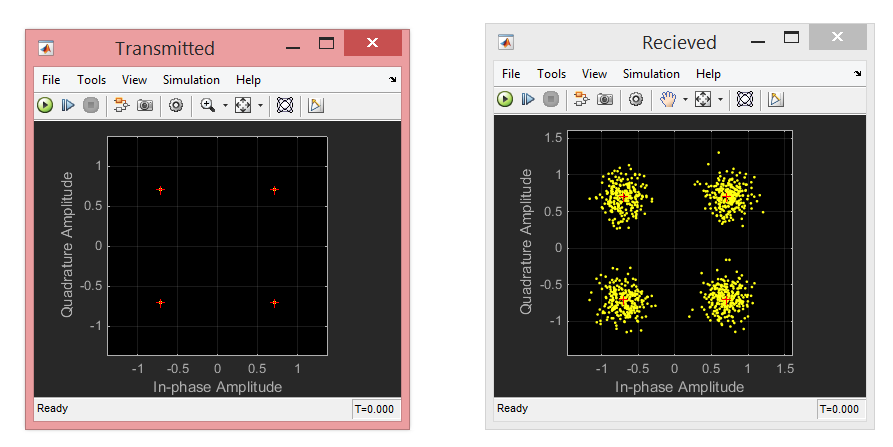 Transmitted
File Tools View Simulation Help
Quadrature Amplitude
1
0.5
0
-0.5
-1
-1 -0.5 0 0.5 1
In-phase Amplitude
Ready T=0.000
Recieved
File Tools View Simulation Help
Quadrature Amplitude
1.5
1
0.5
0
-0.5
-1
-1 -0.5 0 0.5 1 1.5
In-phase Amplitude
Ready T=0.000